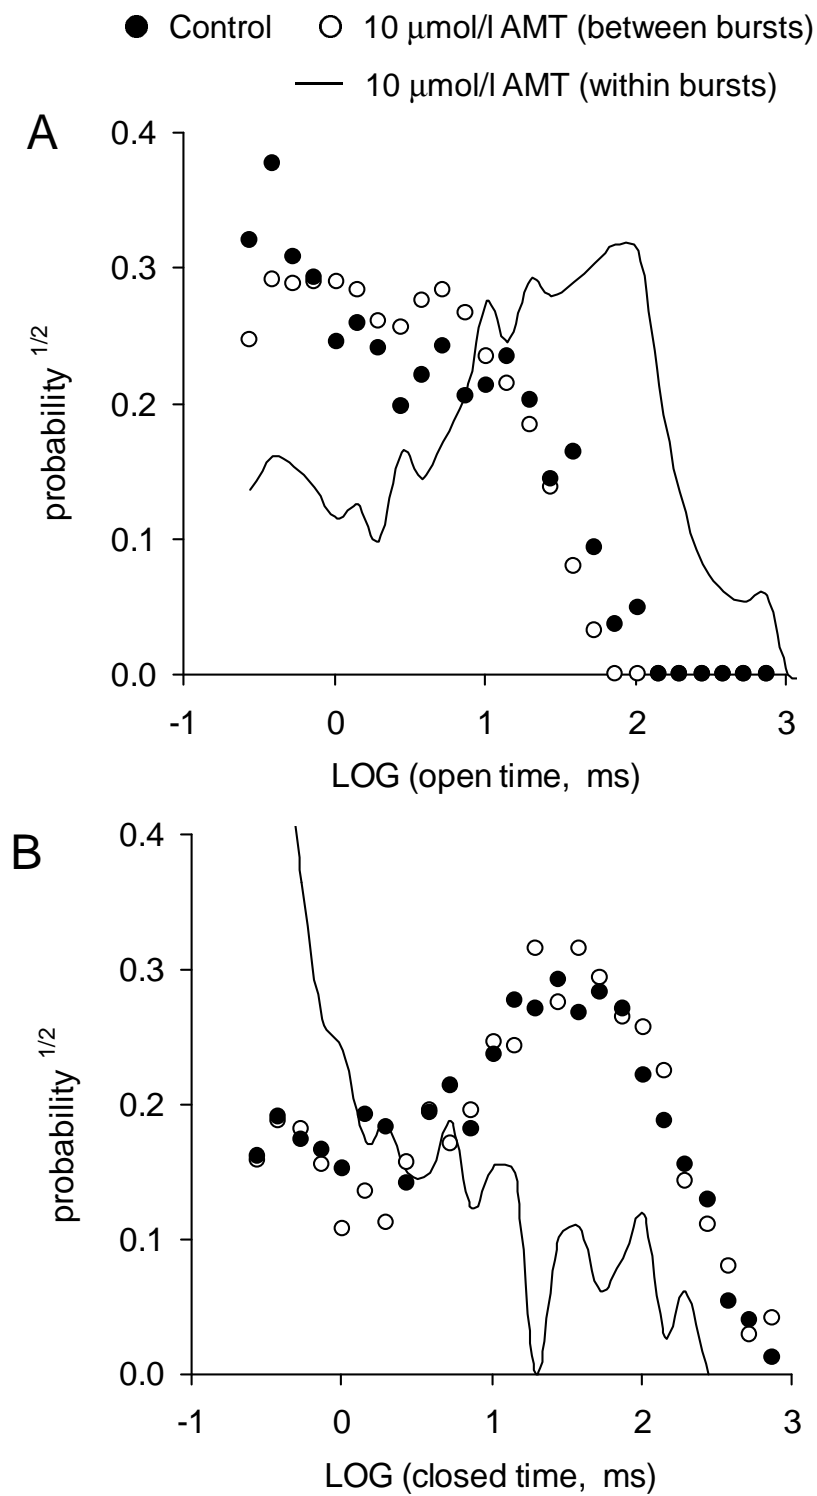 Control 10 μmol/l AMT (between bursts)
10 μmol/l AMT (within bursts)
A
0.4
0.3
0.2
0.1
0.0
probability 1/2
-1 0 1 2 3
LOG (open time, ms)
B
0.4
0.3
0.2
0.1
0.0
probability 1/2
-1 0 1 2 3
LOG (closed time, ms)